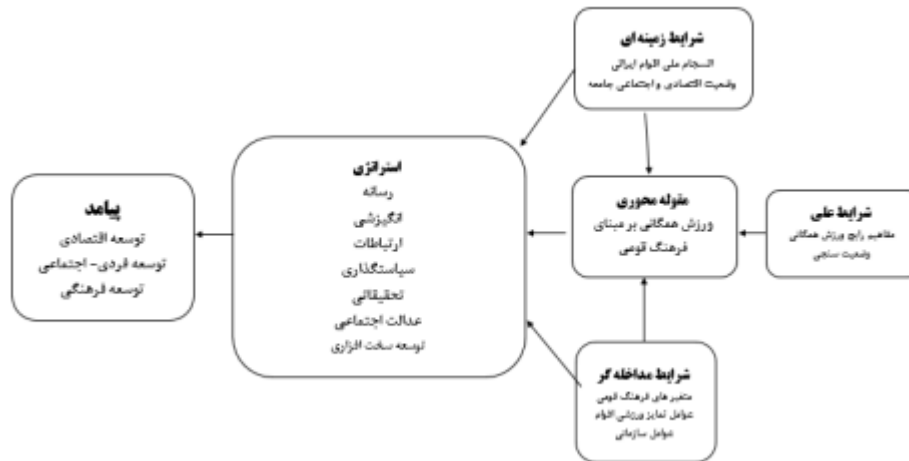 شرایط زمینه ای
انسجام ملی اقوام ایرانی
وضعیت اقتصادی و اجتماعی جامعه
شرایط علی
مفاهیم رایج ورزش همگانی
وضعیت سنجی
مقوله محوری
ورزش همگانی بر مبنای
فرهنگ قومی
شرایط مداخله گر
متغیر های فرهنگ قومی
عوامل تمایز ورزشی اقوام
عوامل سازمانی
استراتژی
رسانه
انگیزشی
ارتباطات
سیاستگذاری
تحقیقاتی
عدالت اجتماعی
توسعه سخت افزاری
پیامد
توسعه اقتصادی
توسعه فردی- اجتماعی
توسعه فرهنگی